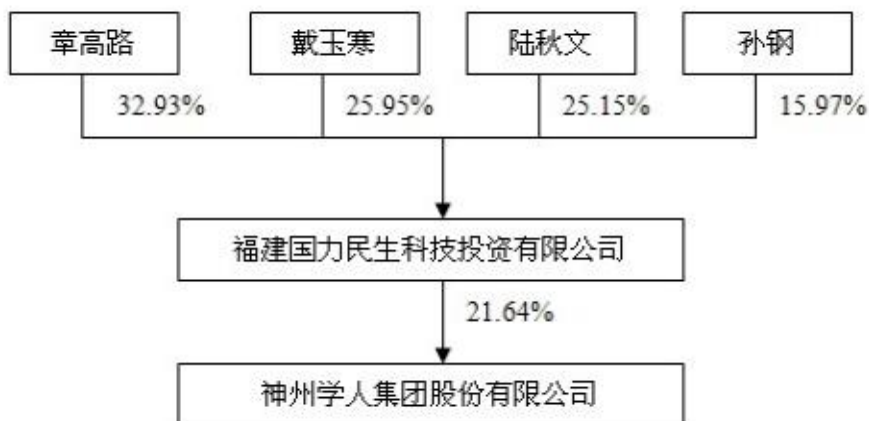 章高路
戴玉寒
陆秋文
孙钢
32.93%
25.95%
25.15%
15.97%
福建国力民生科技投资有限公司
21.64%
神州学人集团股份有限公司